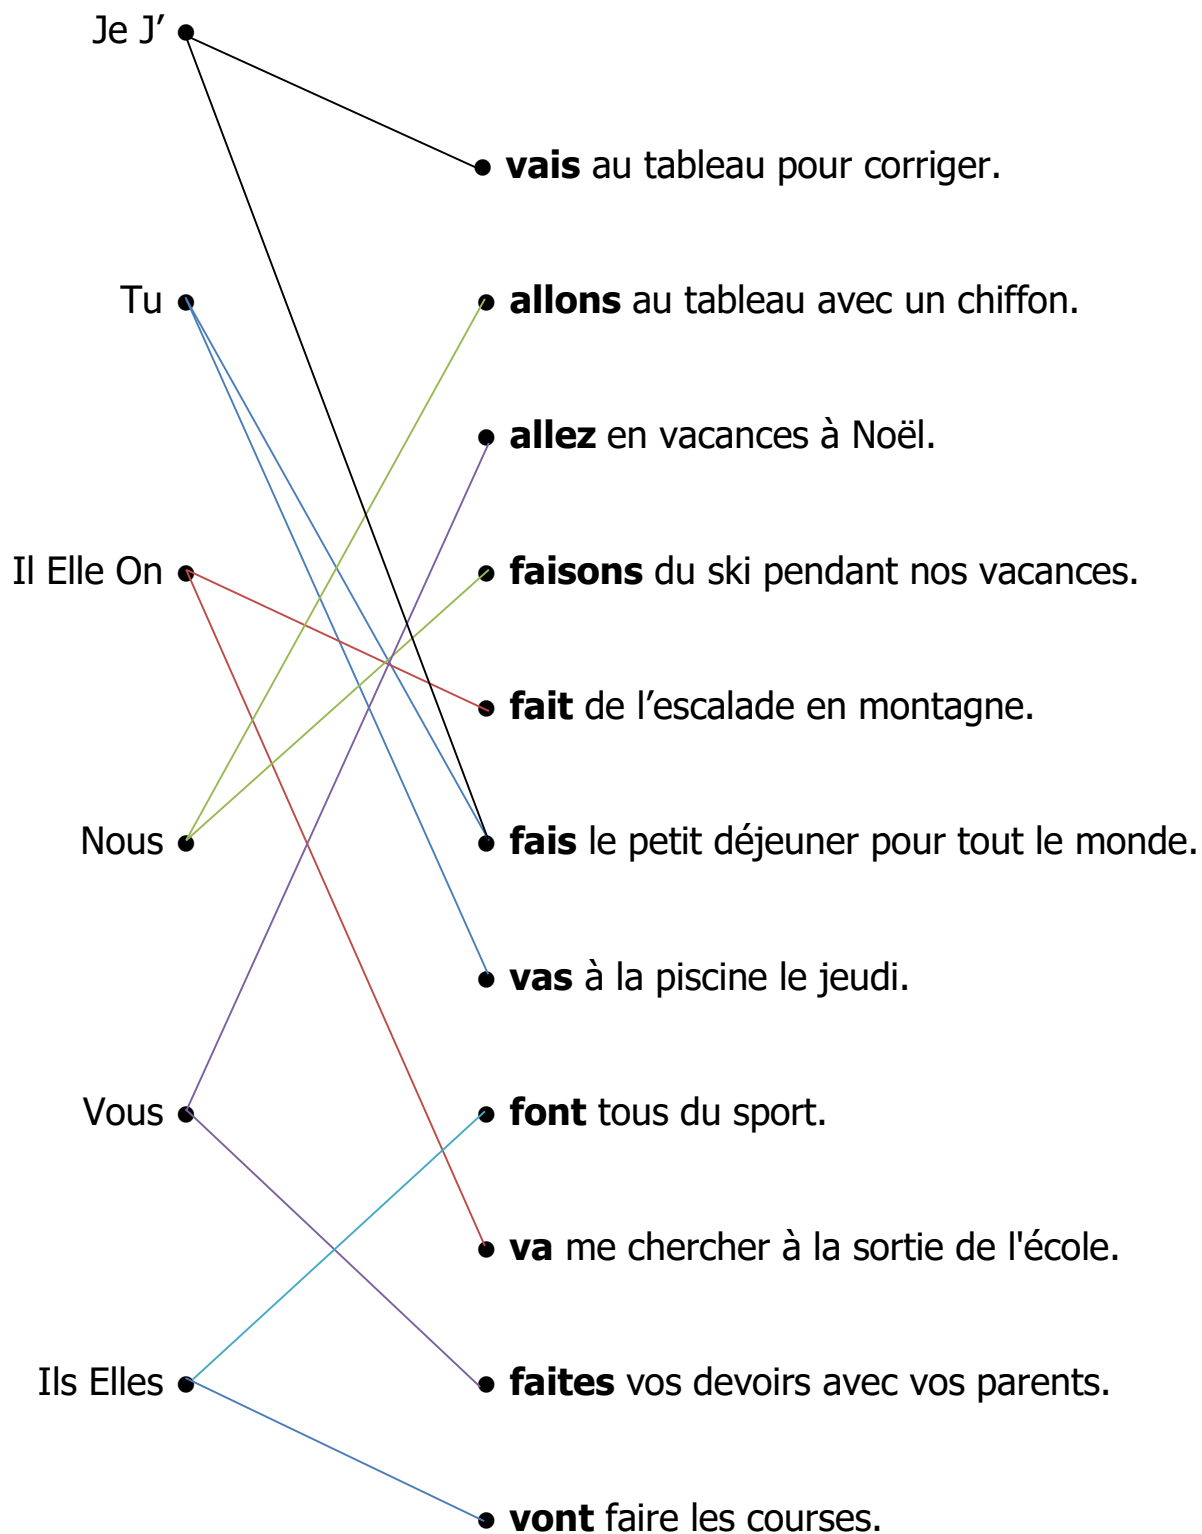 Je J’
vais au tableau pour corriger.
Tu
allons au tableau avec un chiffon.
allez en vacances à Noël.
Il Elle On
faisons du ski pendant nos vacances.
fait de l’escalade en montagne.
Nous
fais le petit déjeuner pour tout le monde.
vas à la piscine le jeudi.
Vous
font tous du sport.
va me chercher à la sortie de l'école.
Ils Elles
faites vos devoirs avec vos parents.
vont faire les courses.